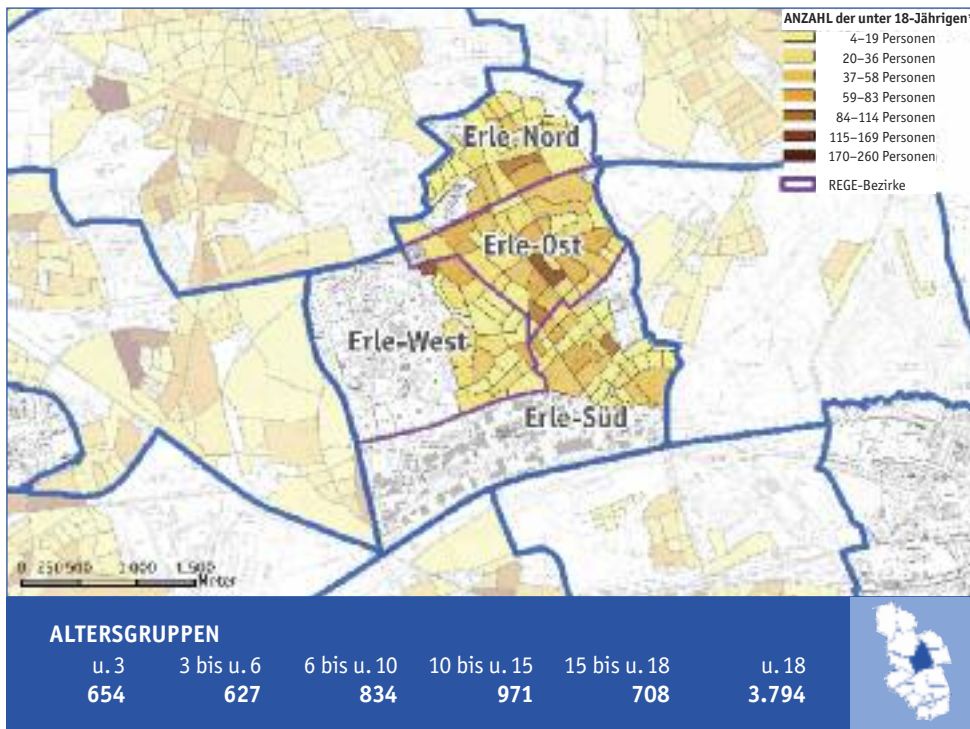 ANZAHL der unter 18-Jährigen*
4–19 Personen
20–36 Personen
37–58 Personen
59–83 Personen
84–114 Personen
115–169 Personen
170–260 Personen
REGE-Bezirke
Erle-Nord
Erle-Ost
Erle-West
Erle-Süd
0 250 500 1 000 1 500
Meter
ALTERSGRUPPEN
u. 3 3 bis u. 6 6 bis u. 10 10 bis u. 15 15 bis u. 18 u. 18
654 627 834 971 708 3.794